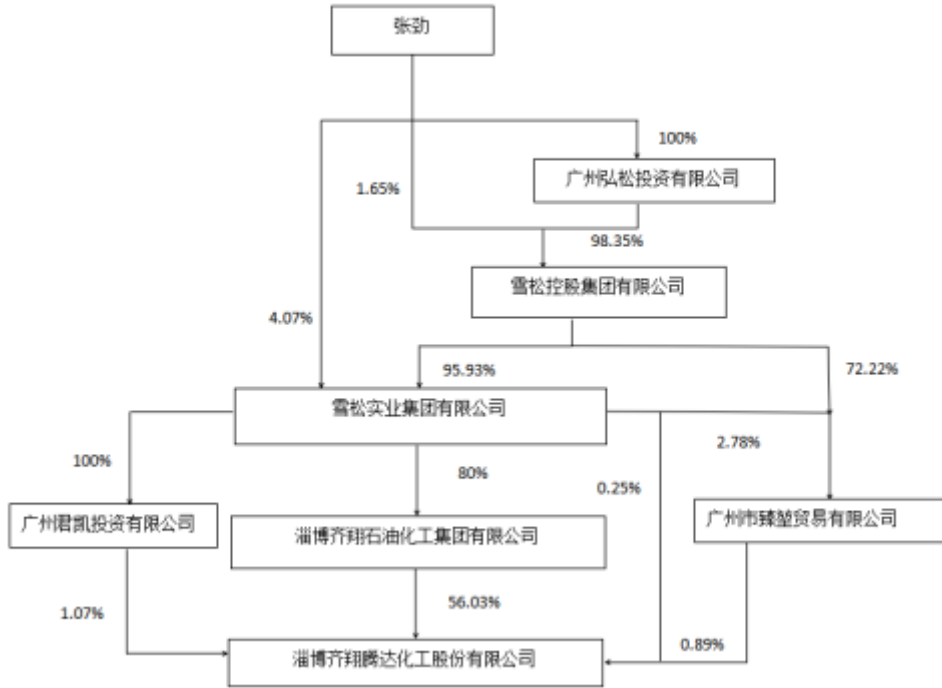 张劲
100%
广州弘松投资有限公司
1.65%
98.35%
雪松控股集团有限公司
4.07%
95.93%
72.22%
雪松实业集团有限公司
2.78%
100%
80%
0.25%
广州君凯投资有限公司
淄博齐翔石油化工集团有限公司
广州市臻堃贸易有限公司
56.03%
1.07%
0.89%
淄博齐翔腾达化工股份有限公司